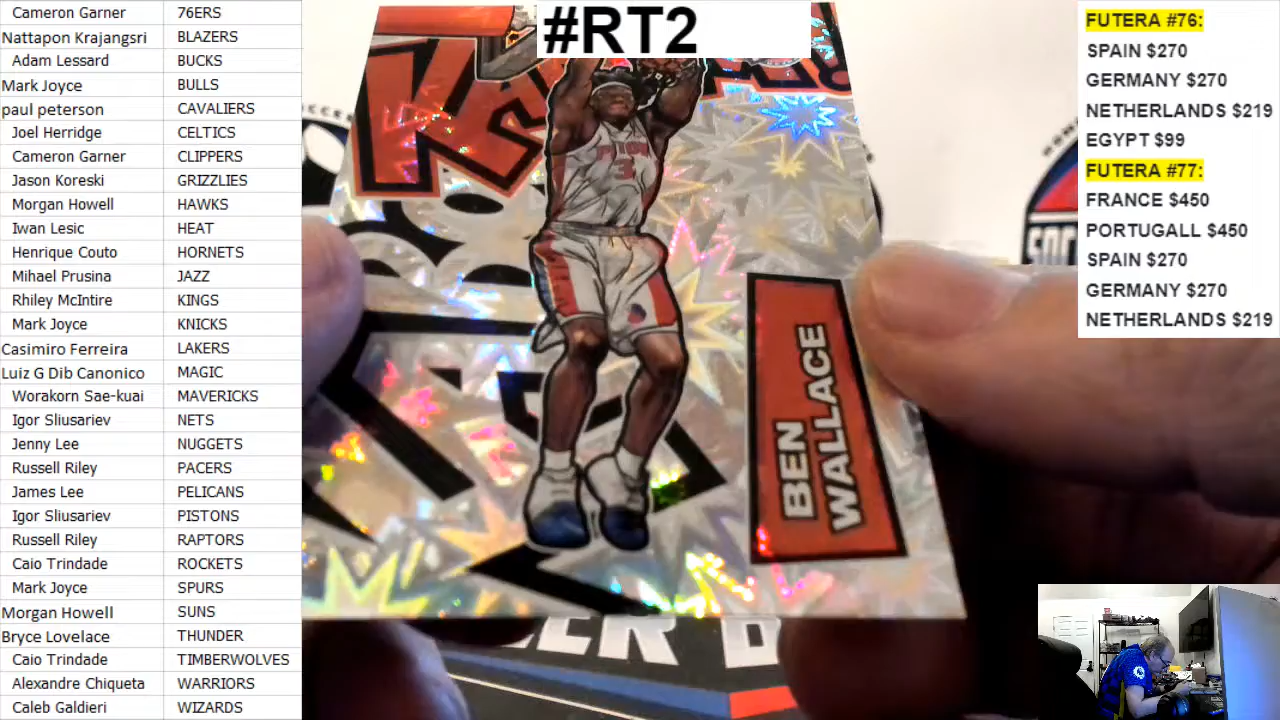 Cameron Garner 76ERS
Nattapon Krajangsri BLAZERS
Adam Lessard BUCKS
Mark Joyce BULLS
paul peter CAVALIERS
Joel Herridge CELTICS
Cameron Garner CLIPPERS
Jason Koreski GRIZZLIES
Morgan Howell HAWKS
Iwan Lesic HEAT
Henrique Couto HORNETS
Mihael Prusina JAZZ
Rhiley McIntire KINGS
Mark Joyce KNICKS
Casimiro Ferreira LAKERS
Luiz G Dib Canonico MAGIC
Worakorn Sae-kuai MAVERICKS
Igor Sliusariev NETS
Jenny Lee NUGGETS
Russell Riley PACERS
James Lee PELICANS
Igor Sliusariev PISTONS
Russell Riley RAPTORS
Caio Trindade ROCKETS
Mark Joyce SPURS
Morgan Howell SUNS
Bryce Lovelace THUNDER
Caio Trindade TIMBERWOLVES
Alexandre Chiqueta WARRIORS
Caleb Galdieri WIZARDS
#RT2
3
BEN
WALLACE
FUTERA #76:
SPAIN $270
GERMANY $270
NETHERLANDS $219
EGYPT $99
FUTERA #77:
FRANCE $450
PORTUGALL $450
SPAIN $270
GERMANY $270
NETHERLANDS $219